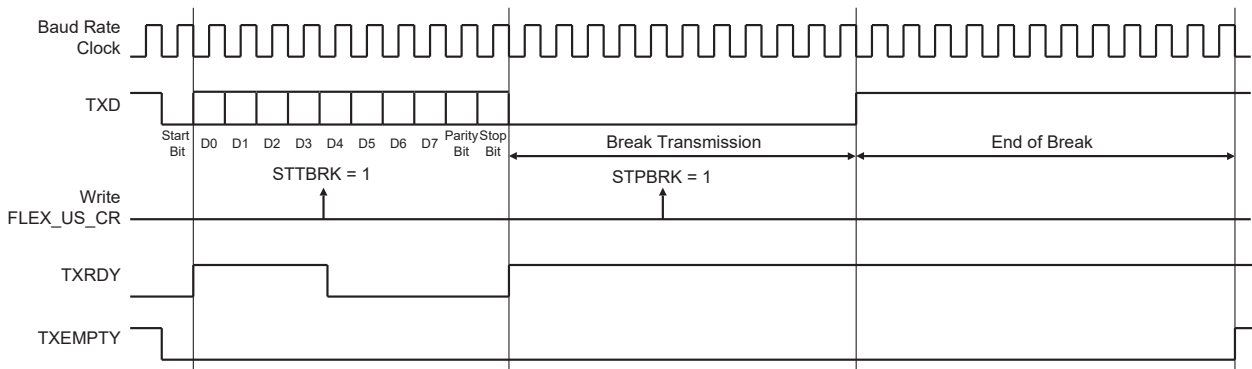 Baud Rate
Clock
TXD
Start
Bit
D0 D1 D2 D3 D4 D5 D6 D7
Parity
Bit
Stop
Bit
Break Transmission
End of Break
STTBRK = 1
STPBRK = 1
Write
FLEX_US_CR
TXRDY
TXEMPTY